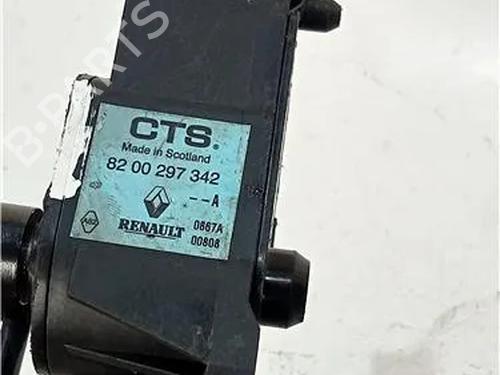 B-PARTS
CTS.
Made in Scotland
82 00 297 342
--A
RENAULT
0867A
00808